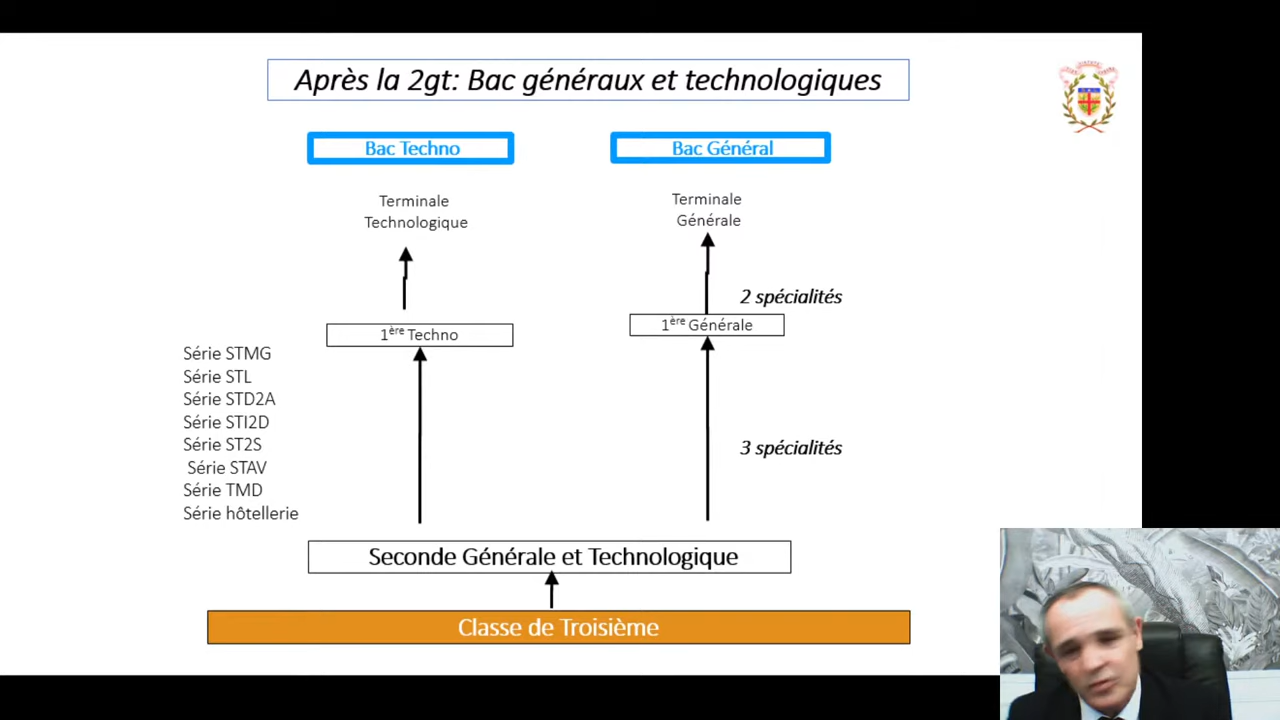 Après la 2gt: Bac généraux et technologiques
Bac Techno
Bac Général
Terminale
Technologique
Terminale
Générale
2 spécialités
1ère Techno
1ère Générale
Série STMG
Série STL
Série STD2A
Série STI2D
Série ST2S
Série STAV
Série TMD
Série hôtellerie
3 spécialités
Seconde Générale et Technologique
Classe de Troisième